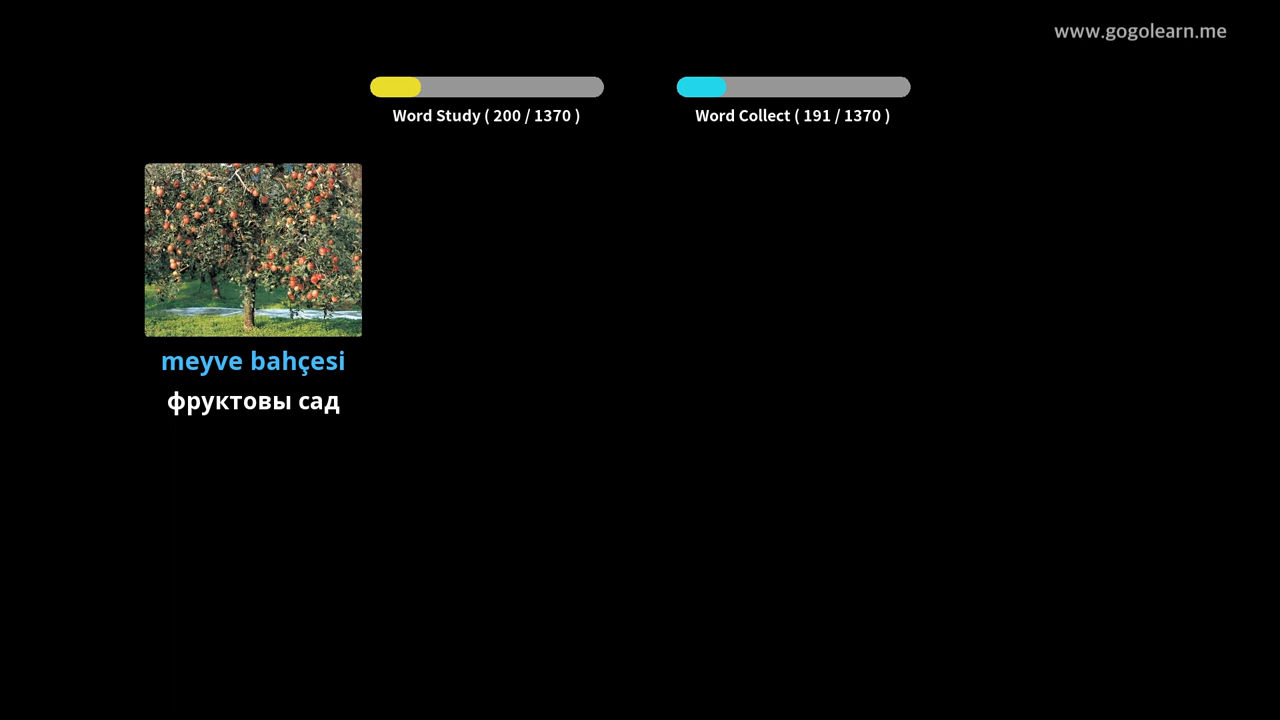 www.gogolearn.me
Word Study ( 200 / 1370 )
Word Collect ( 191 / 1370 )
meyve bahçesi
фруктовы сад